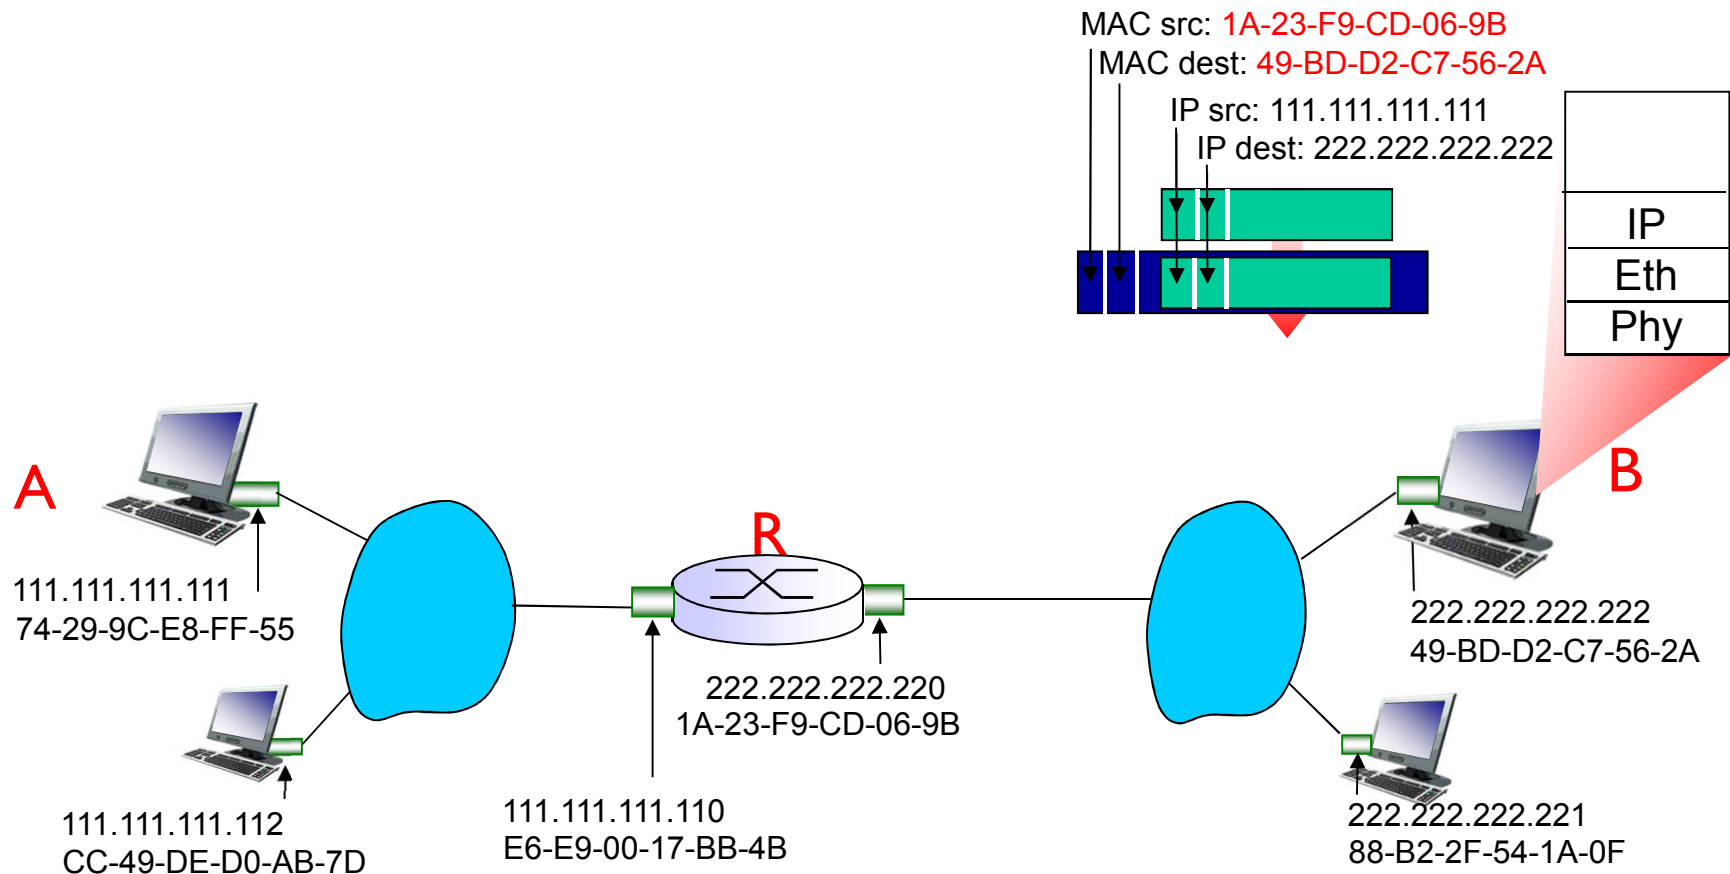 MAC src: 1A-23-F9-CD-06-9B
MAC dest: 49-BD-D2-C7-56-2A
IP src: 111.111.111.111
IP dest: 222.222.222.222
IP
Eth
Phy
A
B
R
111.111.111.111
74-29-9C-E8-FF-55
222.222.222.222
49-BD-D2-C7-56-2A
222.222.222.220
1A-23-F9-CD-06-9B
111.111.111.112
CC-49-DE-D0-AB-7D
111.111.111.110
E6-E9-00-17-BB-4B
222.222.222.221
88-B2-2F-54-1A-0F